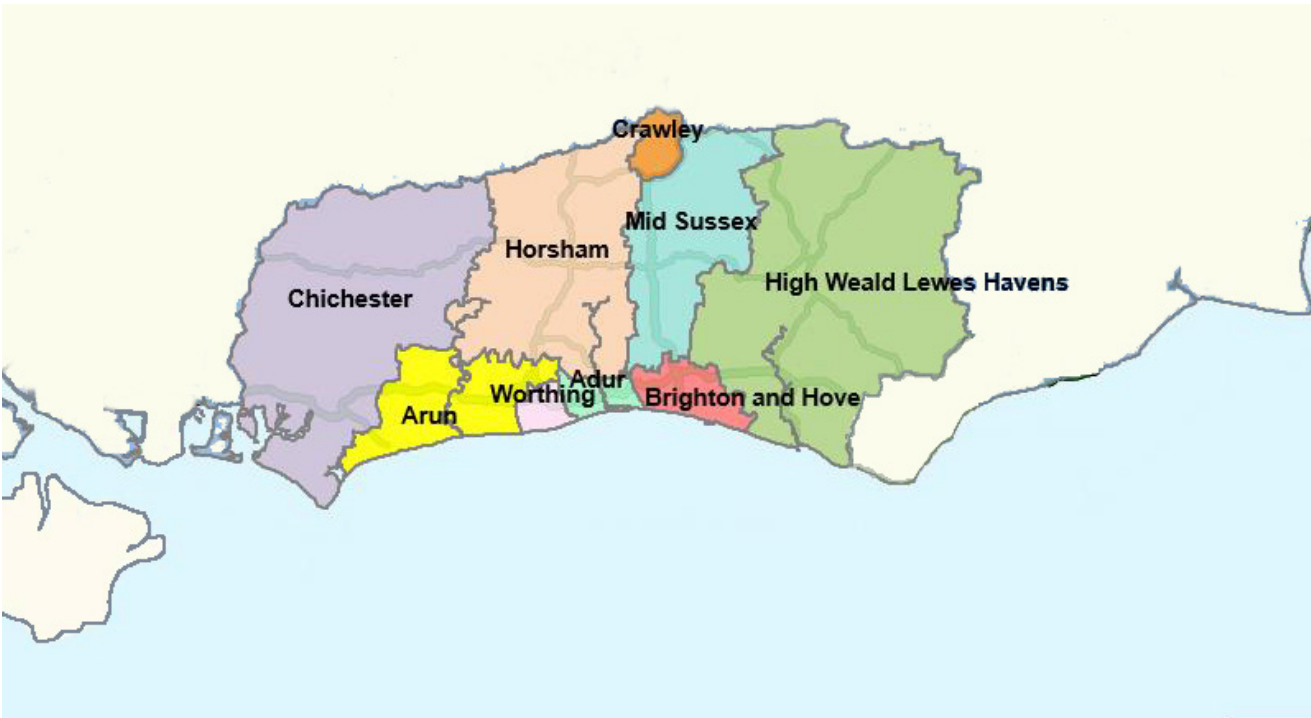 Crawley
Mid Sussex
Horsham
High Weald Lewes Havens
Chichester
Adur
Worthing
Brighton and Hove
Arun